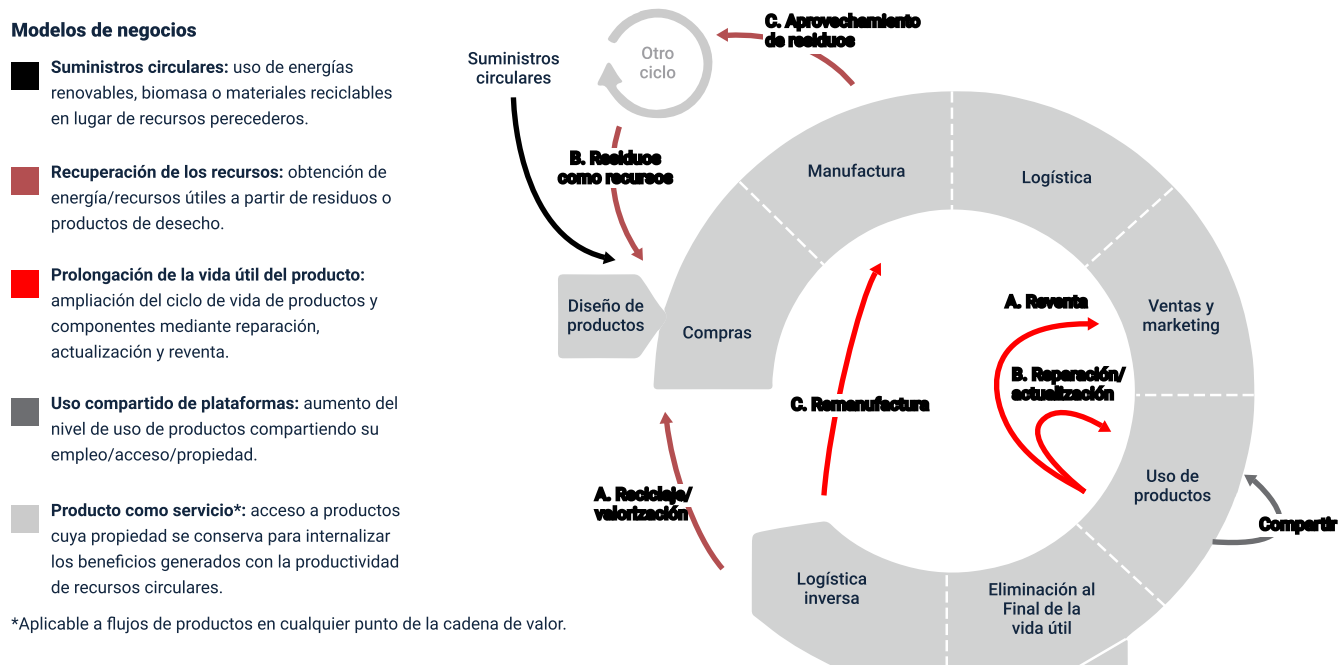 Modelos de negocios
Suministros circulares: uso de energías
renovables, biomasa o materiales reciclables
en lugar de recursos perecederos.
Recuperación de los recursos: obtención de
energía/recursos útiles a partir de residuos o
productos de desecho.
Prolongación de la vida útil del producto:
ampliación del ciclo de vida de productos y
componentes mediante reparación,
actualización y reventa.
Uso compartido de plataformas: aumento del
nivel de uso de productos compartiendo su
empleo/acceso/propiedad.
Producto como servicio*: acceso a productos
cuya propiedad se conserva para internalizar
los beneficios generados con la productividad
de recursos circulares.
*Aplicable a flujos de productos en cualquier punto de la cadena de valor.
Suministros
circulares
Otro
ciclo
C. Aprovechamiento
de residuos
B. Residuos
como recursos
Manufactura
Logística
Diseño de
productos
Compras
A. Reventa
Ventas y
marketing
B. Reparación/
actualización
C. Remanufactura
A. Reciclaje/
valorización
Uso de
productos
Compartir
Logística
inversa
Eliminación al
Final de la
vida útil